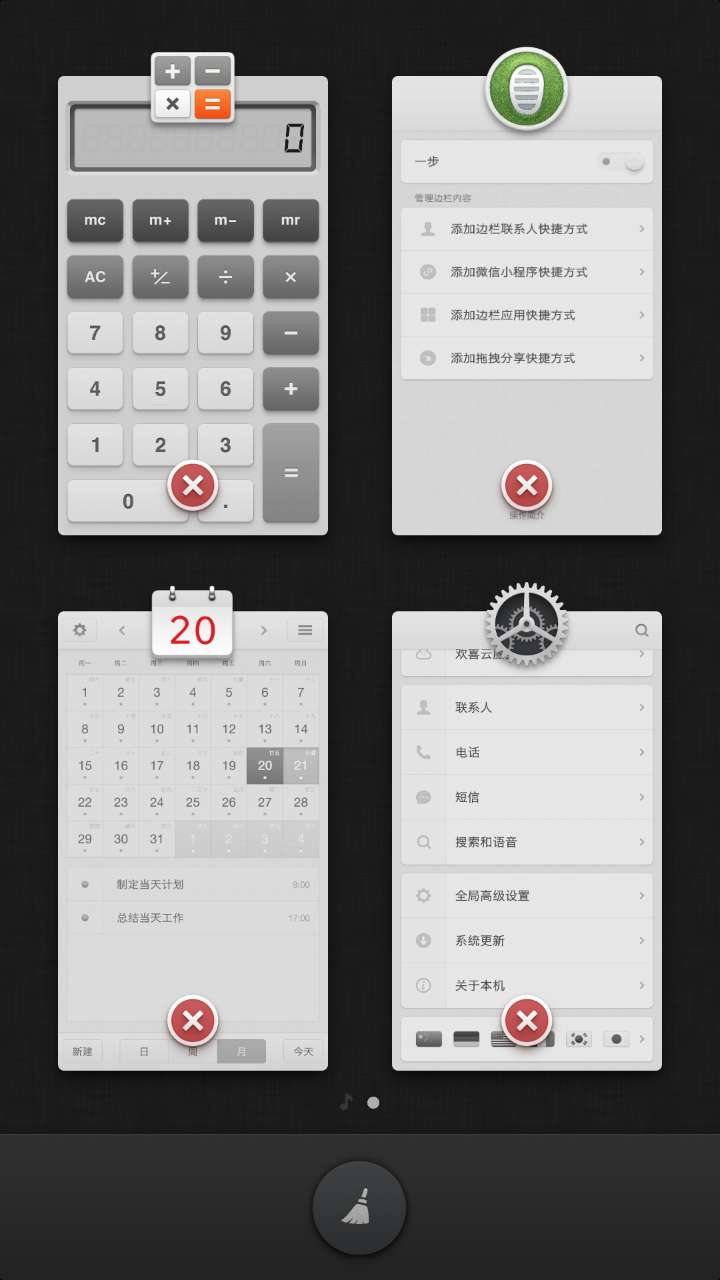 0
mc m+ m− mr
AC +/− ÷ ×
7 8 9 −
4 5 6 +
1 2 3
0 . =
一步
管理边栏内容
添加边栏联系人快捷方式
添加微信小程序快捷方式
添加边栏应用快捷方式
添加拖拽分享快捷方式
操作简介
20
周一 周二 周三 周四 周五 周六 周日
1 2 3 4 5 6 7
8 9 10 11 12 13 14
15 16 17 18 19 20 21
22 23 24 25 26 27 28
29 30 31 1 2 3 4
制定当天计划 9:00
总结当天工作 17:00
新建 日 周 月 今天
欢喜云
联系人
电话
短信
搜索和语音
全局高级设置
系统更新
关于本机